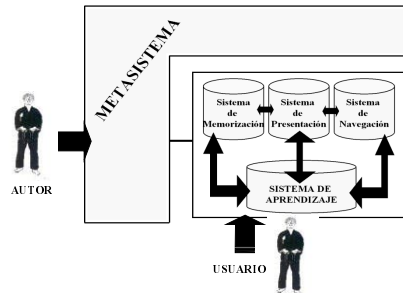 METASISTEMA
Sistema
de
Memorización
Sistema
de
Presentación
Sistema
de
Navegación
AUTOR
SISTEMA DE
APRENDIZAJE
USUARIO